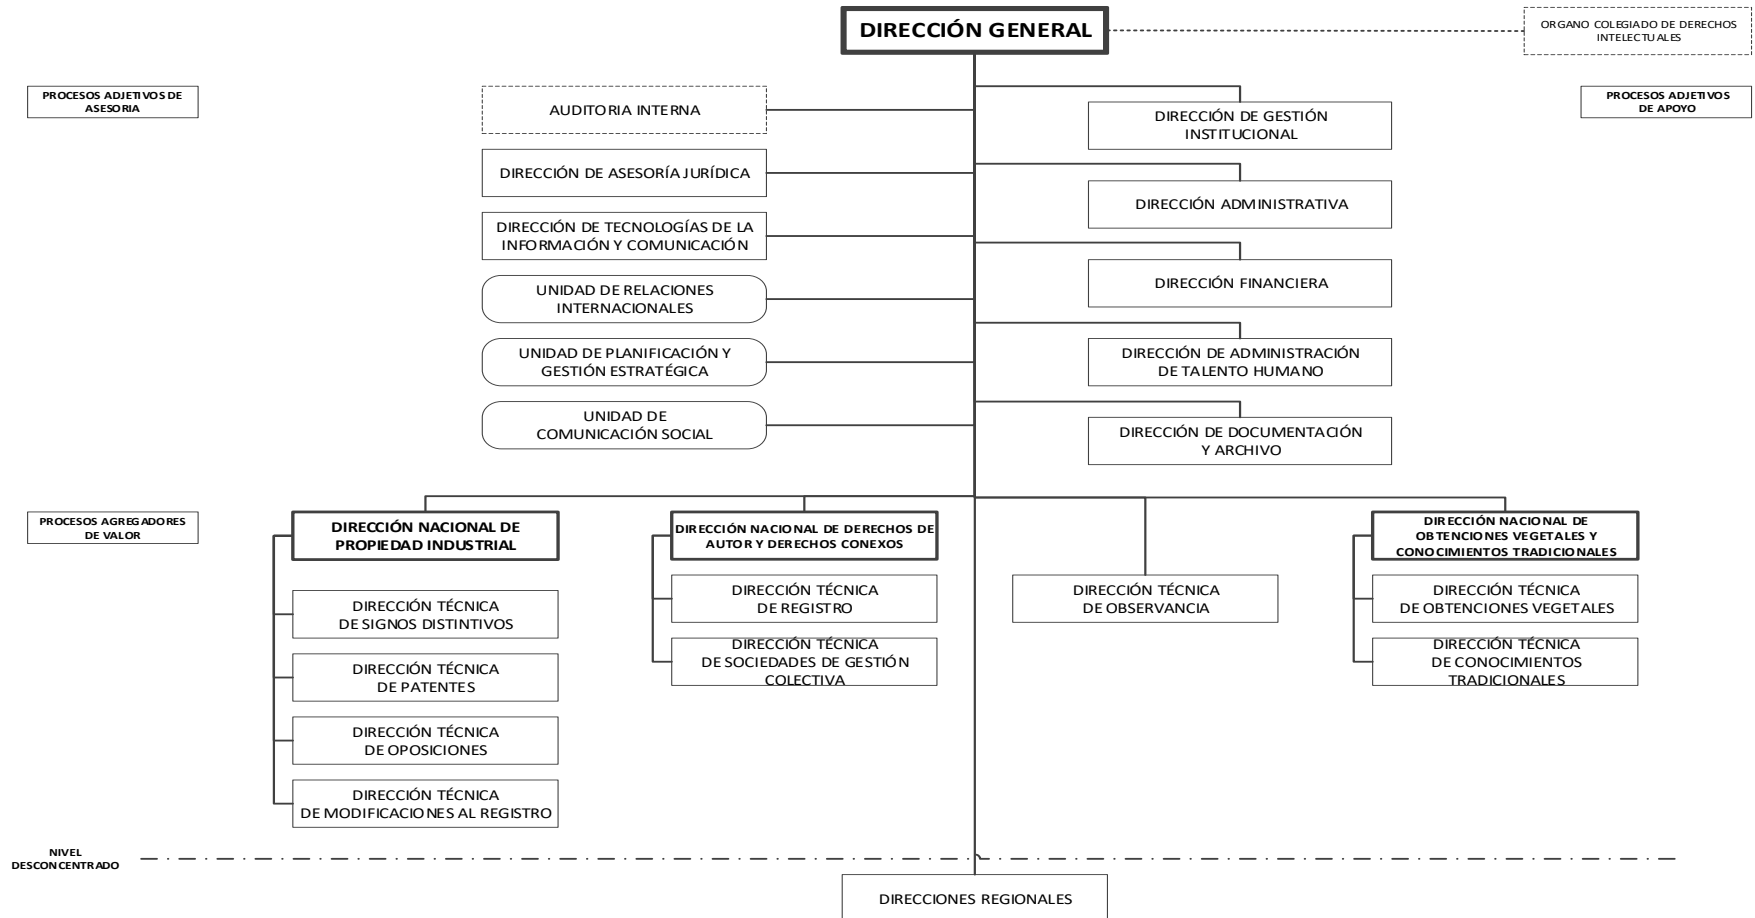 DIRECCIÓN GENERAL
ORGANO COLEGIADO DE DERECHOS
INTELECTUALES
PROCESOS ADJETIVOS DE
ASESORIA
PROCESOS ADJETIVOS
DE APOYO
AUDITORIA INTERNA
DIRECCIÓN DE ASESORÍA JURÍDICA
DIRECCIÓN DE TECNOLOGÍAS DE LA
INFORMACIÓN Y COMUNICACIÓN
UNIDAD DE RELACIONES
INTERNACIONALES
UNIDAD DE PLANIFICACIÓN Y
GESTIÓN ESTRATÉGICA
UNIDAD DE
COMUNICACIÓN SOCIAL
DIRECCIÓN DE GESTIÓN
INSTITUCIONAL
DIRECCIÓN ADMINISTRATIVA
DIRECCIÓN FINANCIERA
DIRECCIÓN DE ADMINISTRACIÓN
DE TALENTO HUMANO
DIRECCIÓN DE DOCUMENTACIÓN
Y ARCHIVO
PROCESOS AGREGADORES
DE VALOR
DIRECCIÓN NACIONAL DE
PROPIEDAD INDUSTRIAL
DIRECCIÓN TÉCNICA
DE SIGNOS DISTINTIVOS
DIRECCIÓN TÉCNICA
DE PATENTES
DIRECCIÓN TÉCNICA
DE OPOSICIONES
DIRECCIÓN TÉCNICA
DE MODIFICACIONES AL REGISTRO
DIRECCIÓN NACIONAL DE DERECHOS DE
AUTOR Y DERECHOS CONEXOS
DIRECCIÓN TÉCNICA
DE REGISTRO
DIRECCIÓN TÉCNICA
DE SOCIEDADES DE GESTIÓN
COLECTIVA
DIRECCIÓN TÉCNICA
DE OBSERVANCIA
DIRECCIÓN NACIONAL DE
OBTENCIONES VEGETALES Y
CONOCIMIENTOS TRADICIONALES
DIRECCIÓN TÉCNICA
DE OBTENCIONES VEGETALES
DIRECCIÓN TÉCNICA
DE CONOCIMIENTOS
TRADICIONALES
NIVEL
DESCONCENTRADO
DIRECCIONES REGIONALES